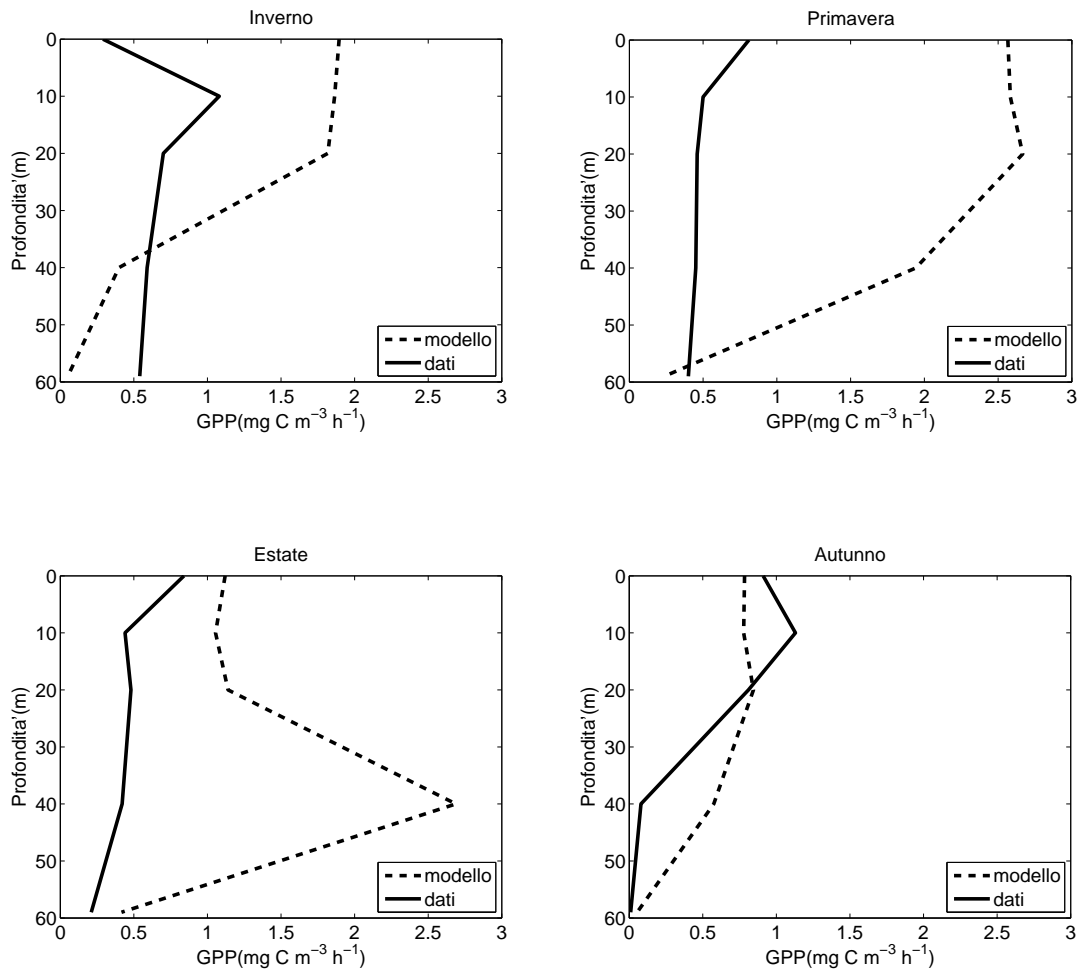 Inverno
0
10
20
30
40
50
60
Profondita'(m)
0 0.5 1 1.5 2 2.5 3
GPP(mg C m−3 h−1)
modello
dati
Primavera
0
10
20
30
40
50
60
Profondita'(m)
0 0.5 1 1.5 2 2.5 3
GPP(mg C m−3 h−1)
modello
dati
Estate
0
10
20
30
40
50
60
Profondita'(m)
0 0.5 1 1.5 2 2.5 3
GPP(mg C m−3 h−1)
modello
dati
Autunno
0
10
20
30
40
50
60
Profondita'(m)
0 0.5 1 1.5 2 2.5 3
GPP(mg C m−3 h−1)
modello
dati